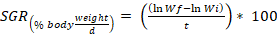 SGR(% body weight/d) = ((ln Wf−ln Wi)/t) * 100